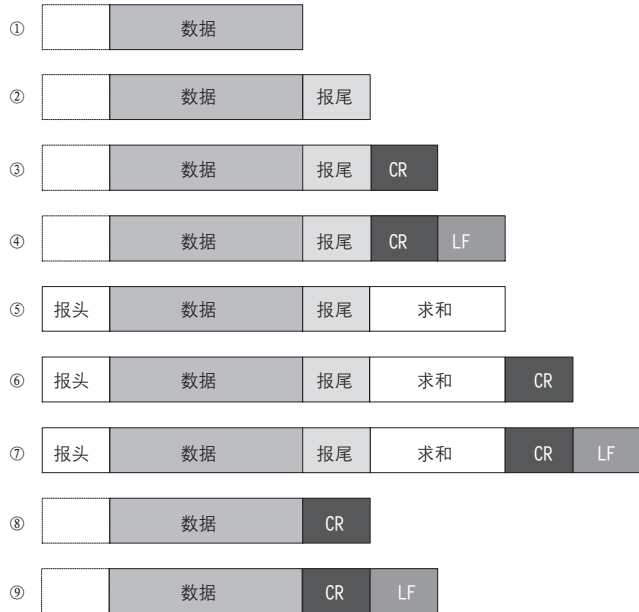 ① 数据
② 数据 报尾
③ 数据 报尾 CR
④ 数据 报尾 CR LF
⑤ 报头 数据 报尾 求和
⑥ 报头 数据 报尾 求和 CR
⑦ 报头 数据 报尾 求和 CR LF
⑧ 数据 CR
⑨ 数据 CR LF